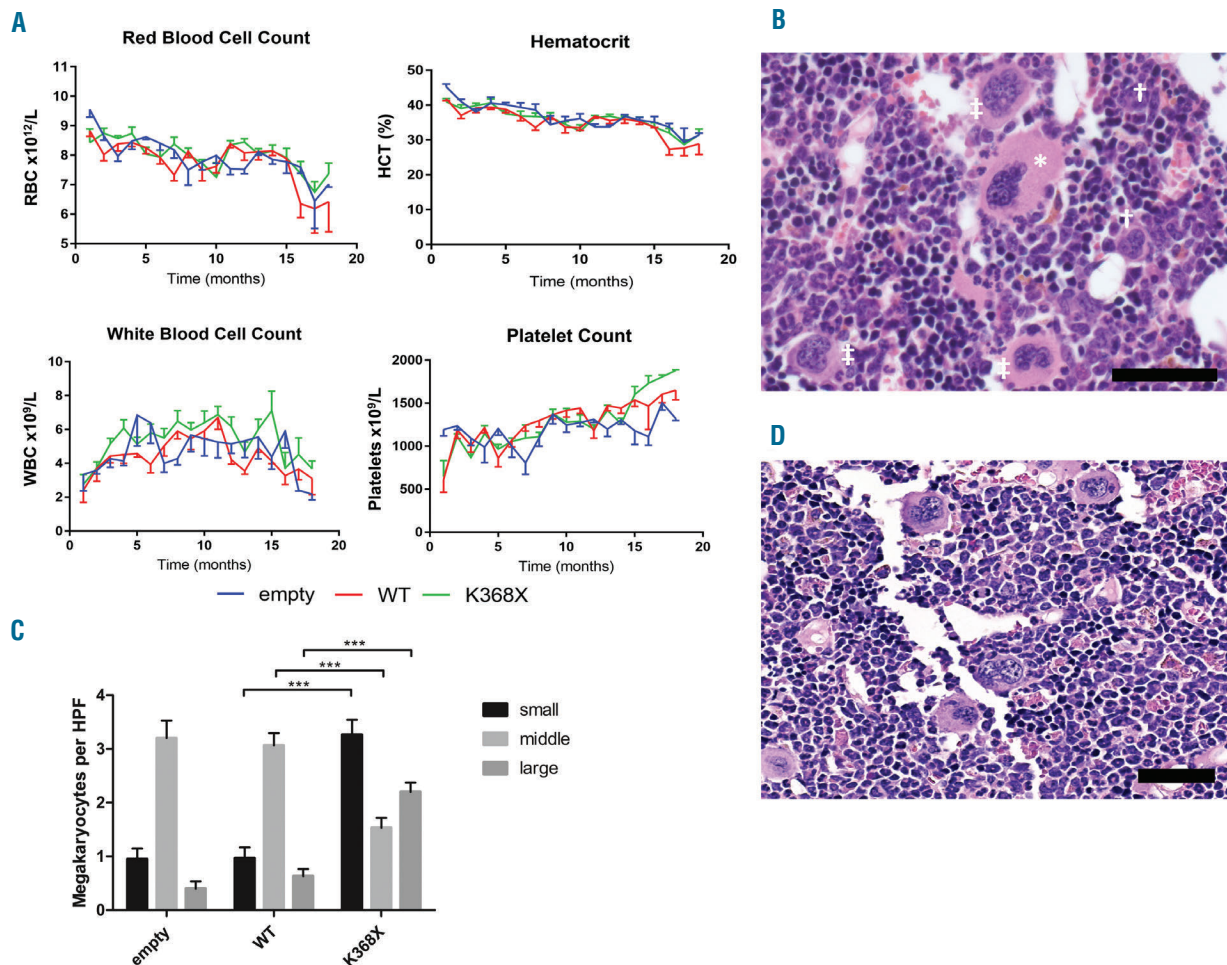 A
Red Blood Cell Count
RBC x10¹²/L
10
9
8
7
6
5
0 5 10 15 20
Time (months)
Hematocrit
HCT (%)
50
40
30
20
10
0
0 5 10 15 20
Time (months)
White Blood Cell Count
WBC x10⁹/L
10
8
6
4
2
0
0 5 10 15 20
Time (months)
Platelet Count
Platelets x10⁹/L
2000
1500
1000
500
0
0 5 10 15 20
Time (months)
empty WT K368X
B
†
‡
*
†
‡
‡
C
Megakaryocytes per HPF
4
3
2
1
0
***
***
***
empty
WT
K368X
small
middle
large
D